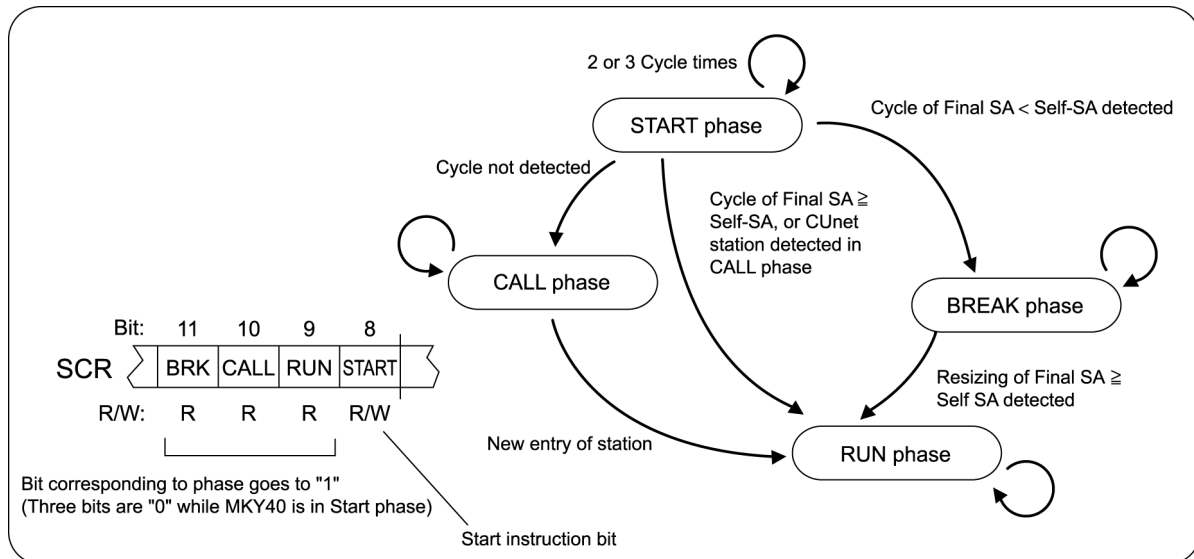 2 or 3 Cycle times
START phase
Cycle of Final SA < Self-SA detected
Cycle not detected
Cycle of Final SA ≧
Self-SA, or CUnet
station detected in
CALL phase
CALL phase
BREAK phase
Bit: 11 10 9 8
SCR BRK CALL RUN START
R/W: R R R R/W
Resizing of Final SA ≧
Self SA detected
New entry of station
RUN phase
Bit corresponding to phase goes to "1"
(Three bits are "0" while MKY40 is in Start phase)
Start instruction bit